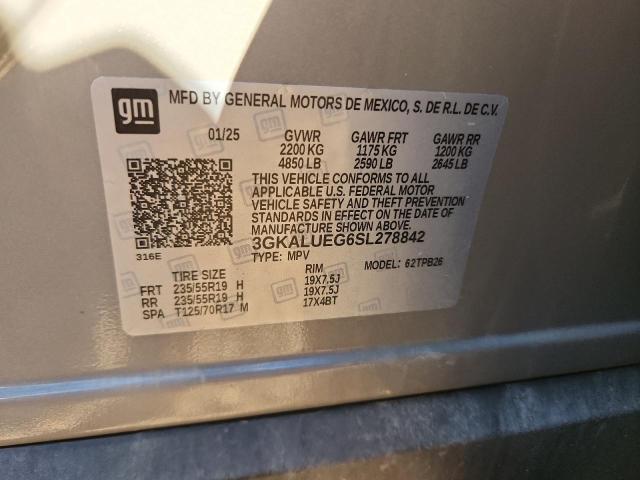 gm
MFD BY GENERAL MOTORS DE MEXICO, S. DE R.L. DE C.V.
01/25 GVWR GAWR FRT GAWR RR
2200 KG 1175 KG 1200 KG
4850 LB 2590 LB 2645 LB
THIS VEHICLE CONFORMS TO ALL
APPLICABLE U.S. FEDERAL MOTOR
VEHICLE SAFETY AND THEFT PREVENTION
STANDARDS IN EFFECT ON THE DATE OF
MANUFACTURE SHOWN ABOVE.
3GKALUEG6SL278842
316E
TYPE: MPV MODEL: 62TPB26
TIRE SIZE RIM
FRT 235/55R19 H 19X7.5J
RR 235/55R19 H 19X7.5J
SPA T125/70R17 M 17X4BT